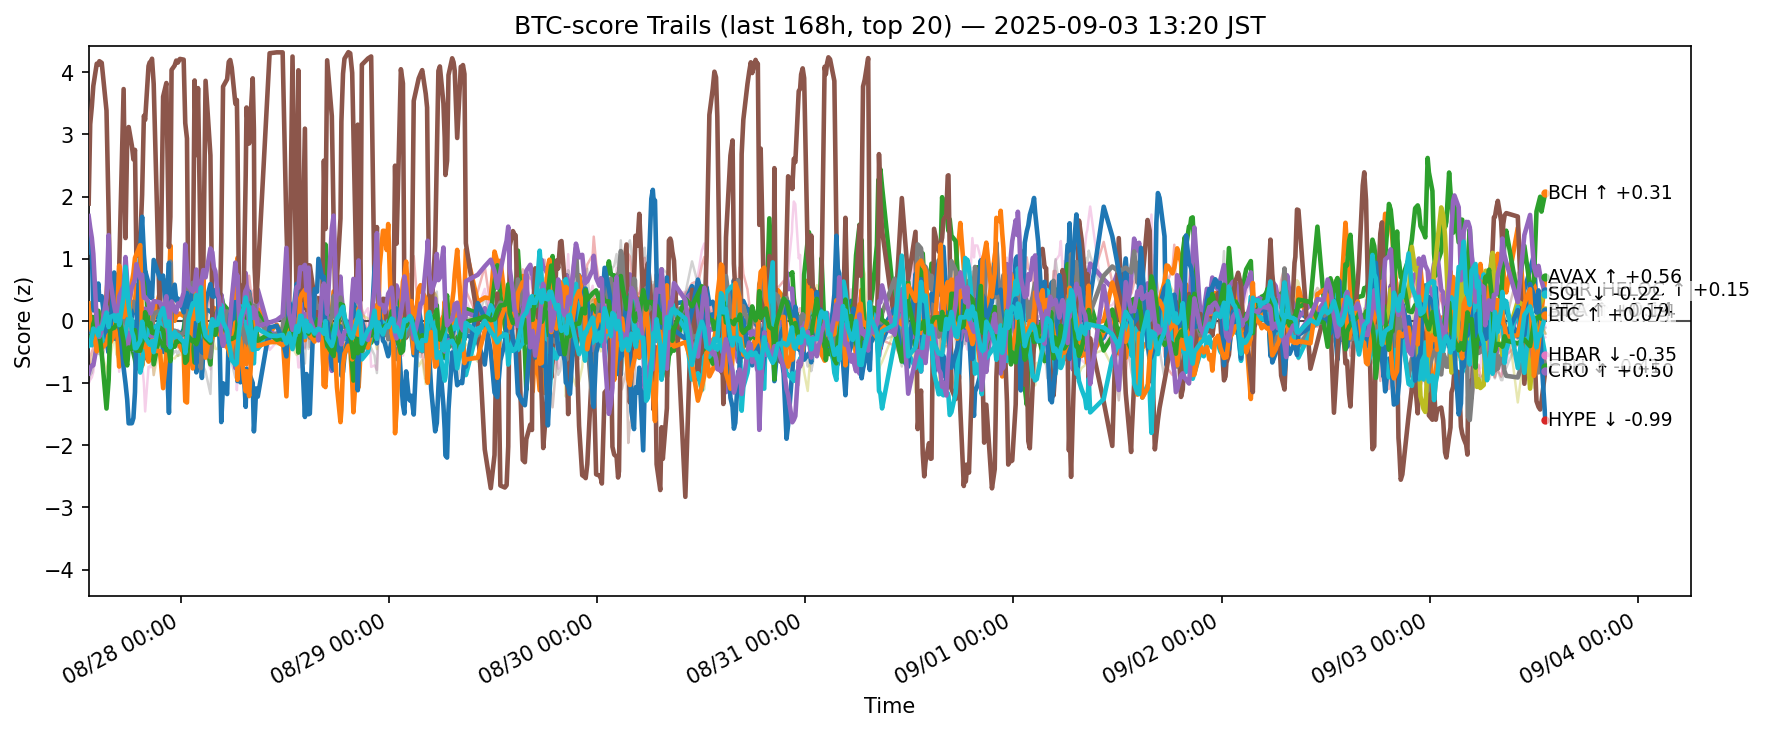 BTC-score Trails (last 168h, top 20) — 2025-09-03 13:20 JST
Score (z)
4
3
2
1
0
−1
−2
−3
−4
BCH ↑ +0.31
AVAX ↑ +0.56
↑ +0.15
SOL ↓ -0.22
LTC ↑ +0.07
HBAR ↓ -0.35
CRO ↑ +0.50
HYPE ↓ -0.99
08/28 00:00
08/29 00:00
08/30 00:00
08/31 00:00
09/01 00:00
09/02 00:00
09/03 00:00
09/04 00:00
Time